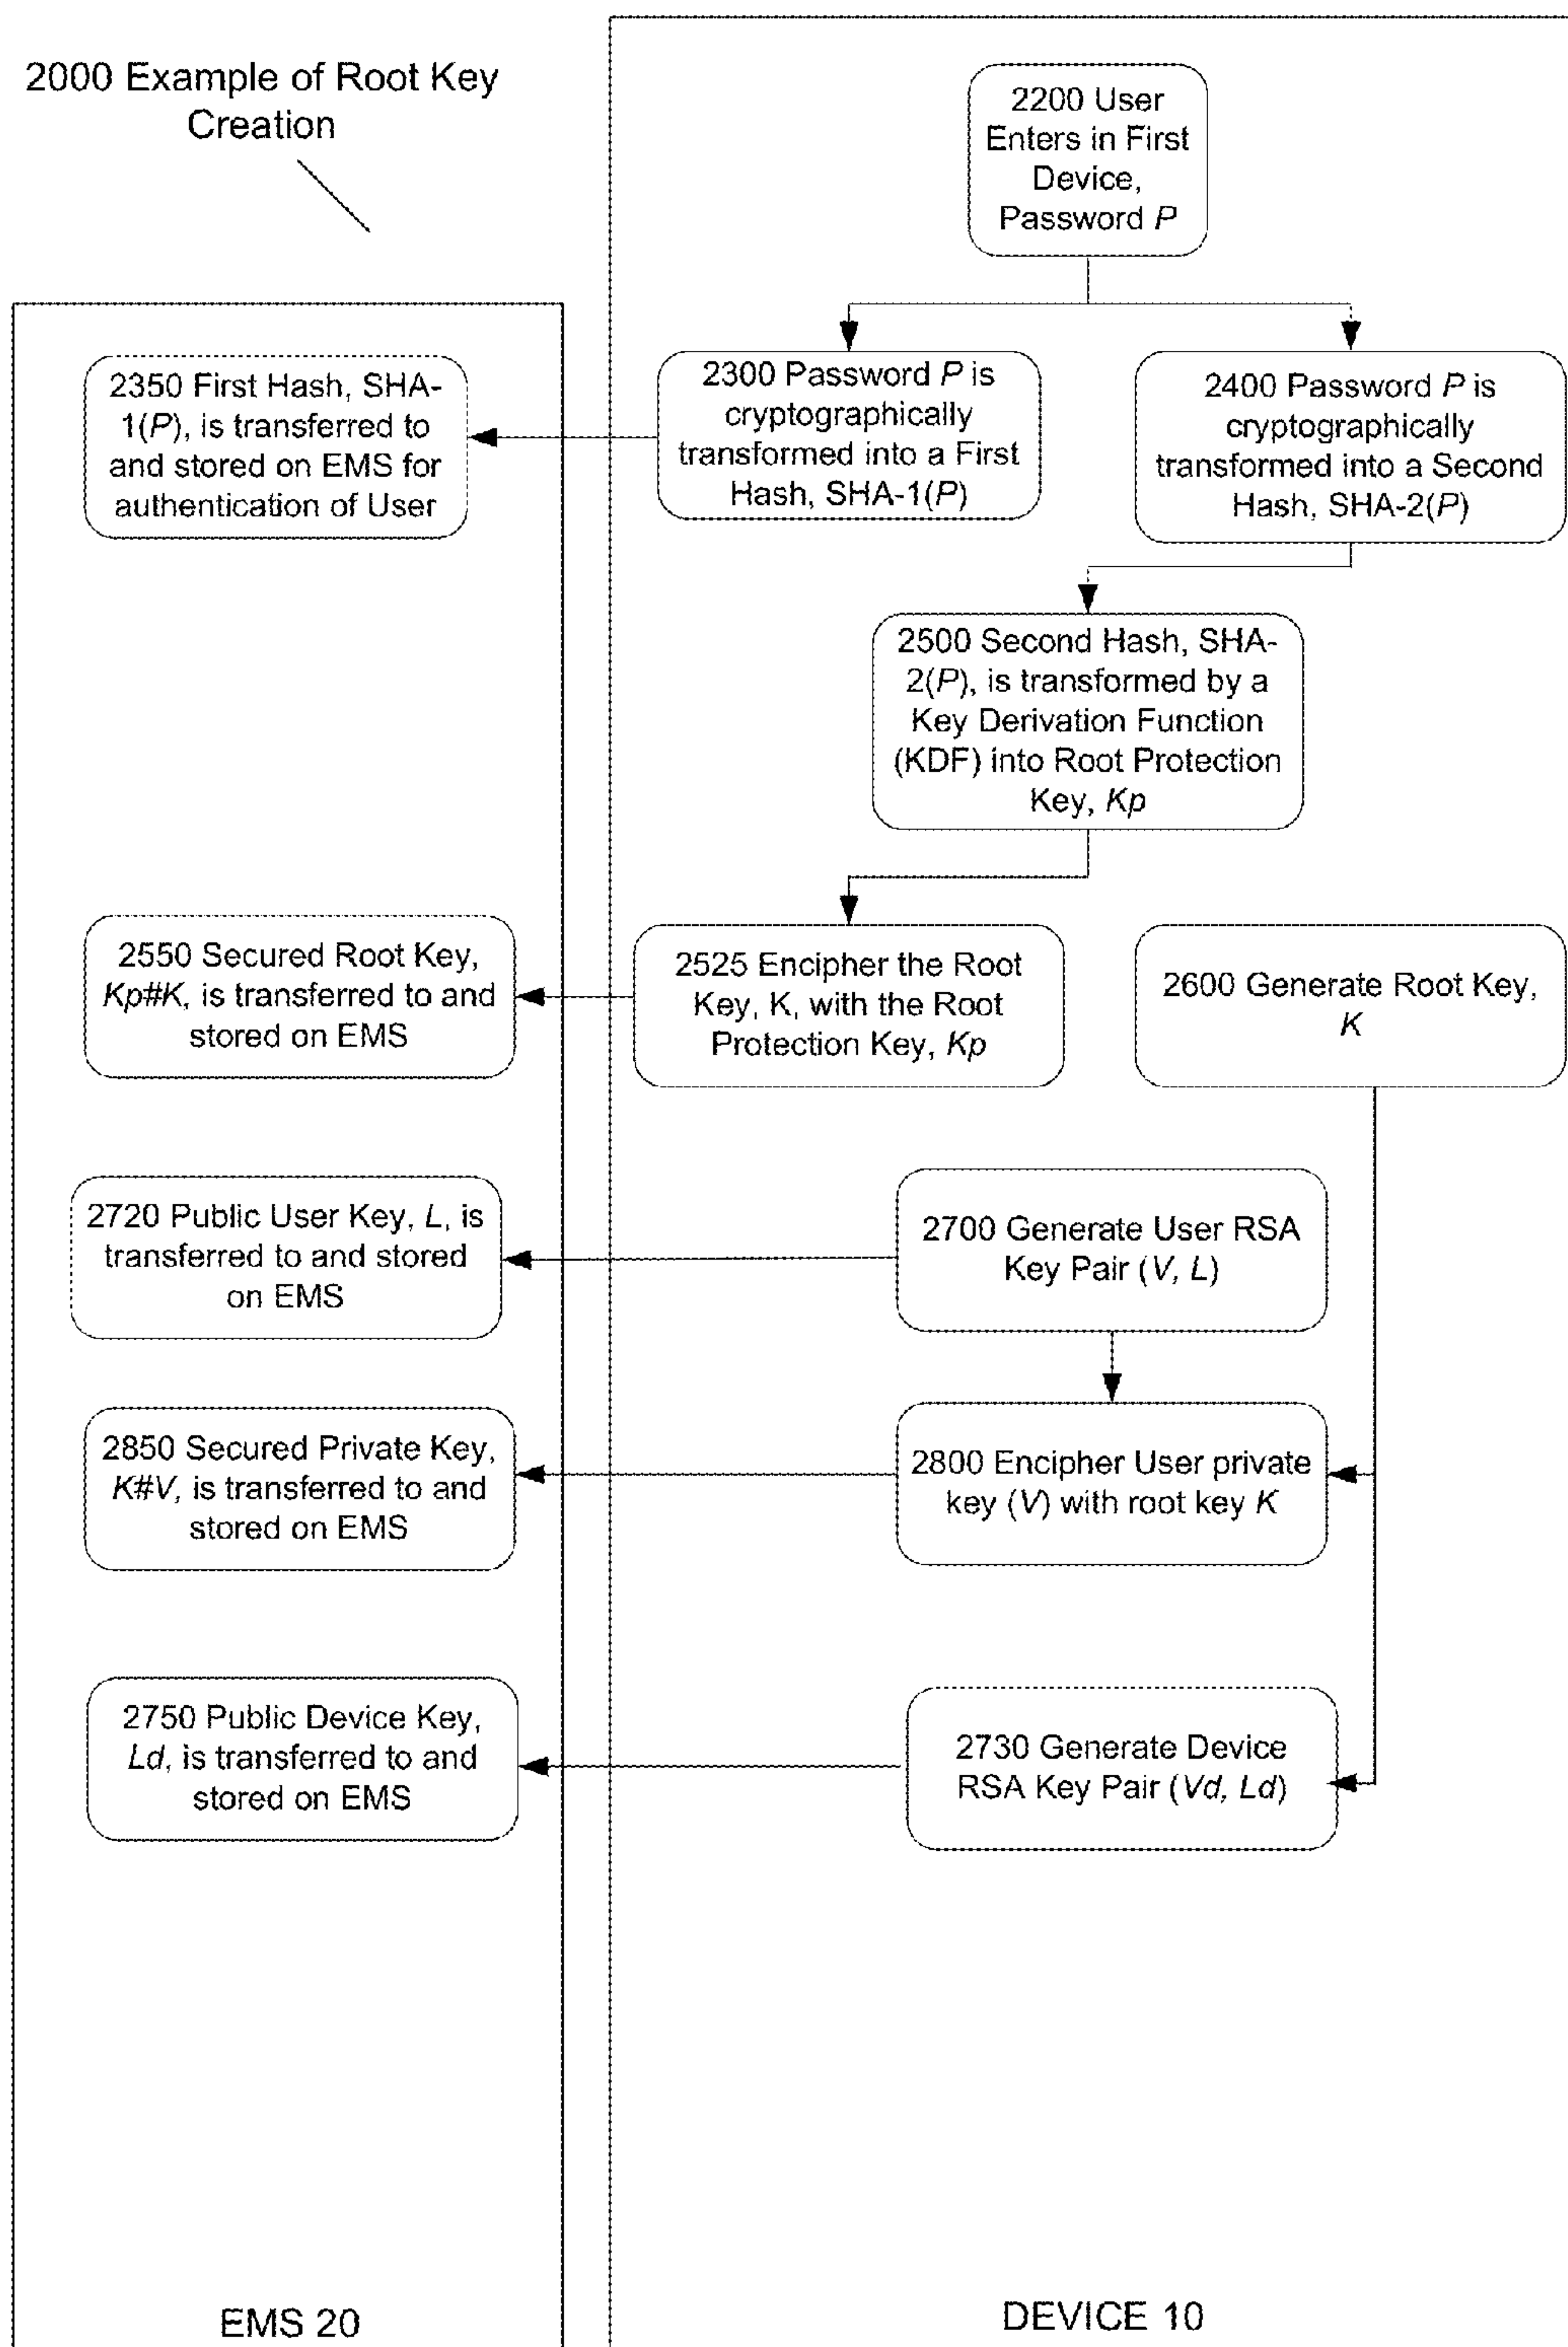 2000 Example of Root Key
Creation
2200 User
Enters in First
Device,
Password P
2350 First Hash, SHA-
1(P), is transferred to
and stored on EMS for
authentication of User
2300 Password P is
cryptographically
transformed into a First
Hash, SHA-1(P)
2400 Password P is
cryptographically
transformed into a Second
Hash, SHA-2(P)
2500 Second Hash, SHA-
2(P), is transformed by a
Key Derivation Function
(KDF) into Root Protection
Key, Kp
2550 Secured Root Key,
Kp#K, is transferred to and
stored on EMS
2525 Encipher the Root
Key, K, with the Root
Protection Key, Kp
2600 Generate Root Key,
K
2720 Public User Key, L, is
transferred to and stored
on EMS
2700 Generate User RSA
Key Pair (V, L)
2850 Secured Private Key,
K#V, is transferred to and
stored on EMS
2800 Encipher User private
key (V) with root key K
2750 Public Device Key,
Ld, is transferred to and
stored on EMS
2730 Generate Device
RSA Key Pair (Vd, Ld)
EMS 20
DEVICE 10